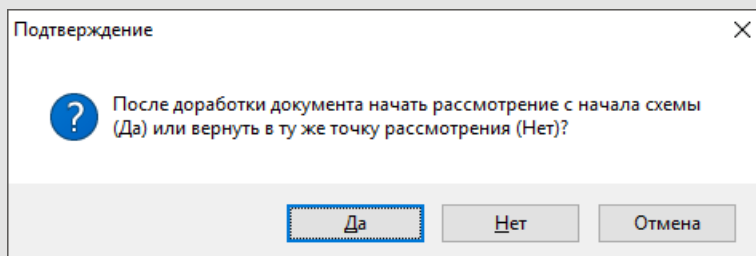 Подтверждение
После доработки документа начать рассмотрение с начала схемы
(Да) или вернуть в ту же точку рассмотрения (Нет)?
Да
Нет
Отмена